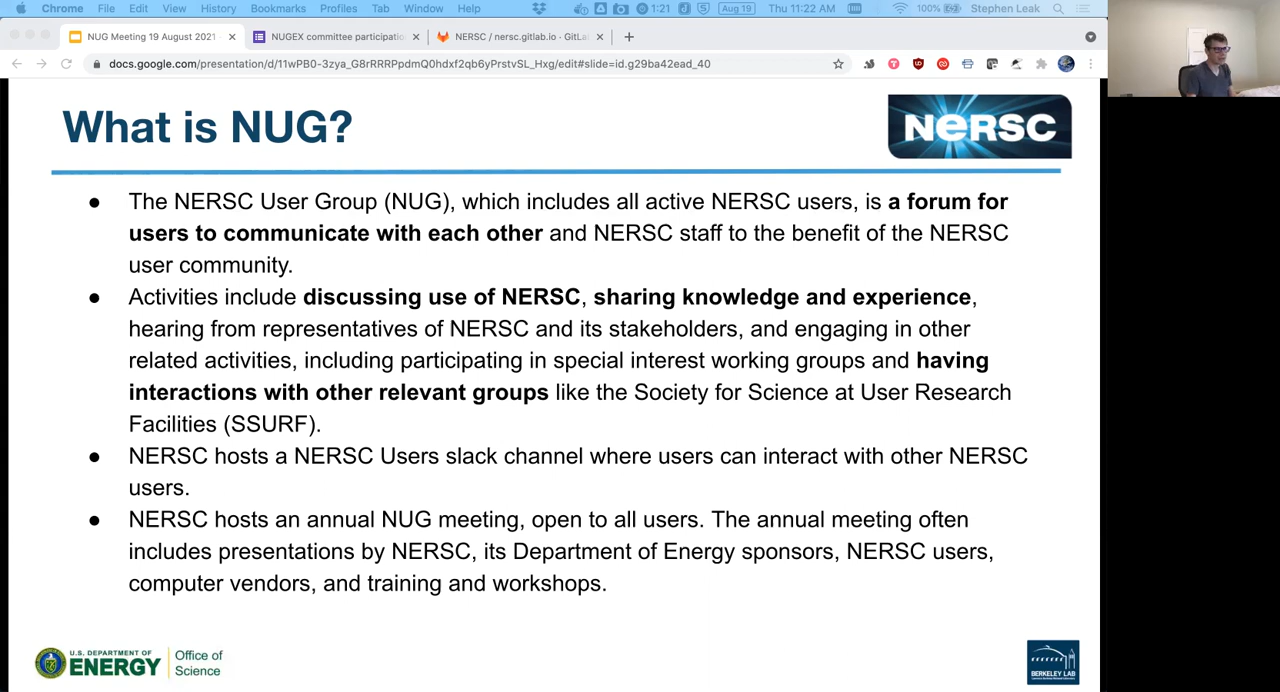 Chrome File Edit View History Bookmarks Profiles Tab Window Help 1:21 Aug 19 Thu 11:22 AM 100% Stephen Leak
NUG Meeting 19 August 2021 NUGEX committee participatio NERSC / nersc.gitlab.io · GitLa
docs.google.com/presentation/d/11wPB0-3zya_G8rRRRPpdmQ0hdxf2qb6yPrstvSL_Hxg/edit#slide=id.g29ba42ead_40
What is NUG?
NERSC
● The NERSC User Group (NUG), which includes all active NERSC users, is a forum for
users to communicate with each other and NERSC staff to the benefit of the NERSC
user community.
● Activities include discussing use of NERSC, sharing knowledge and experience,
hearing from representatives of NERSC and its stakeholders, and engaging in other
related activities, including participating in special interest working groups and having
interactions with other relevant groups like the Society for Science at User Research
Facilities (SSURF).
● NERSC hosts a NERSC Users slack channel where users can interact with other NERSC
users.
● NERSC hosts an annual NUG meeting, open to all users. The annual meeting often
includes presentations by NERSC, its Department of Energy sponsors, NERSC users,
computer vendors, and training and workshops.
U.S. DEPARTMENT OF
ENERGY
Office of
Science
BERKELEY LAB